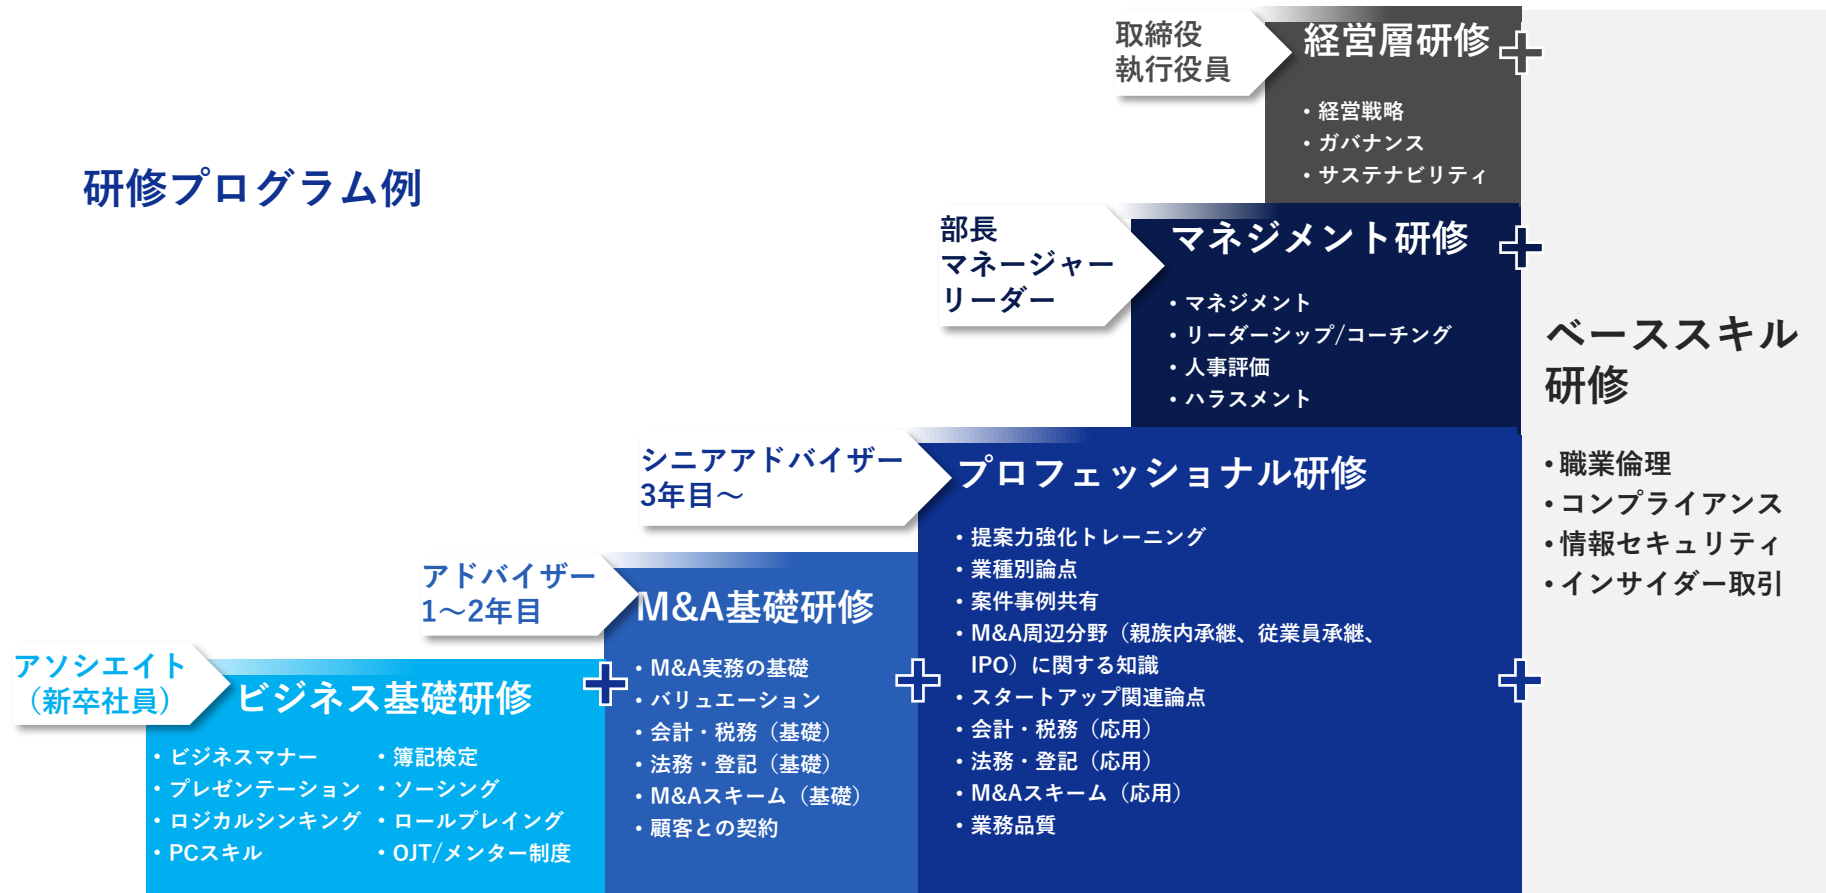 研修プログラム例
取締役
執行役員
経営層研修
・経営戦略
・ガバナンス
・サステナビリティ
部長
マネージャー
リーダー
マネジメント研修
・マネジメント
・リーダーシップ/コーチング
・人事評価
・ハラスメント
シニアアドバイザー
3年目～
プロフェッショナル研修
・提案力強化トレーニング
・業種別論点
・案件事例共有
・M&A周辺分野（親族内承継、従業員承継、
IPO）に関する知識
・スタートアップ関連論点
・会計・税務（応用）
・法務・登記（応用）
・M&Aスキーム（応用）
・業務品質
アドバイザー
1～2年目
M&A基礎研修
・M&A実務の基礎
・バリュエーション
・会計・税務（基礎）
・法務・登記（基礎）
・M&Aスキーム（基礎）
・顧客との契約
アソシエイト
（新卒社員）
ビジネス基礎研修
・ビジネスマナー
・プレゼンテーション
・ロジカルシンキング
・PCスキル
・簿記検定
・ソーシング
・ロールプレイング
・OJT/メンター制度
ベーススキル
研修
・職業倫理
・コンプライアンス
・情報セキュリティ
・インサイダー取引